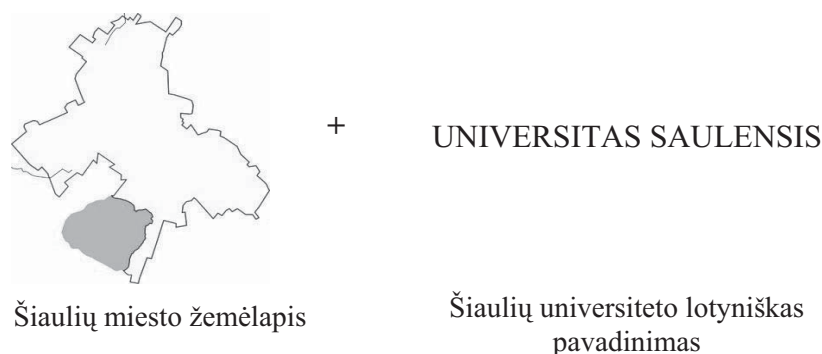 +
UNIVERSITAS SAULENSIS
Šiaulių miesto žemėlapis
Šiaulių universiteto lotyniškas
pavadinimas